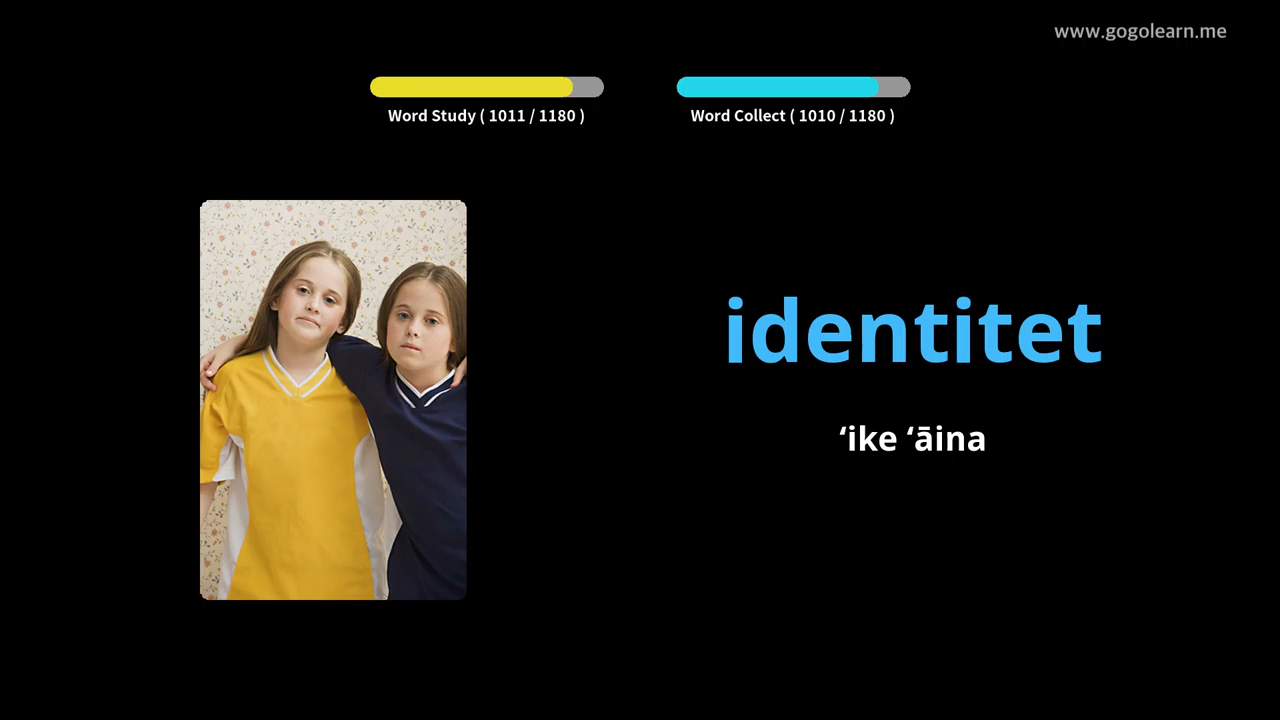 www.gogolearn.me
Word Study ( 1011 / 1180 )
Word Collect ( 1010 / 1180 )
identitet
ʻike ʻāina